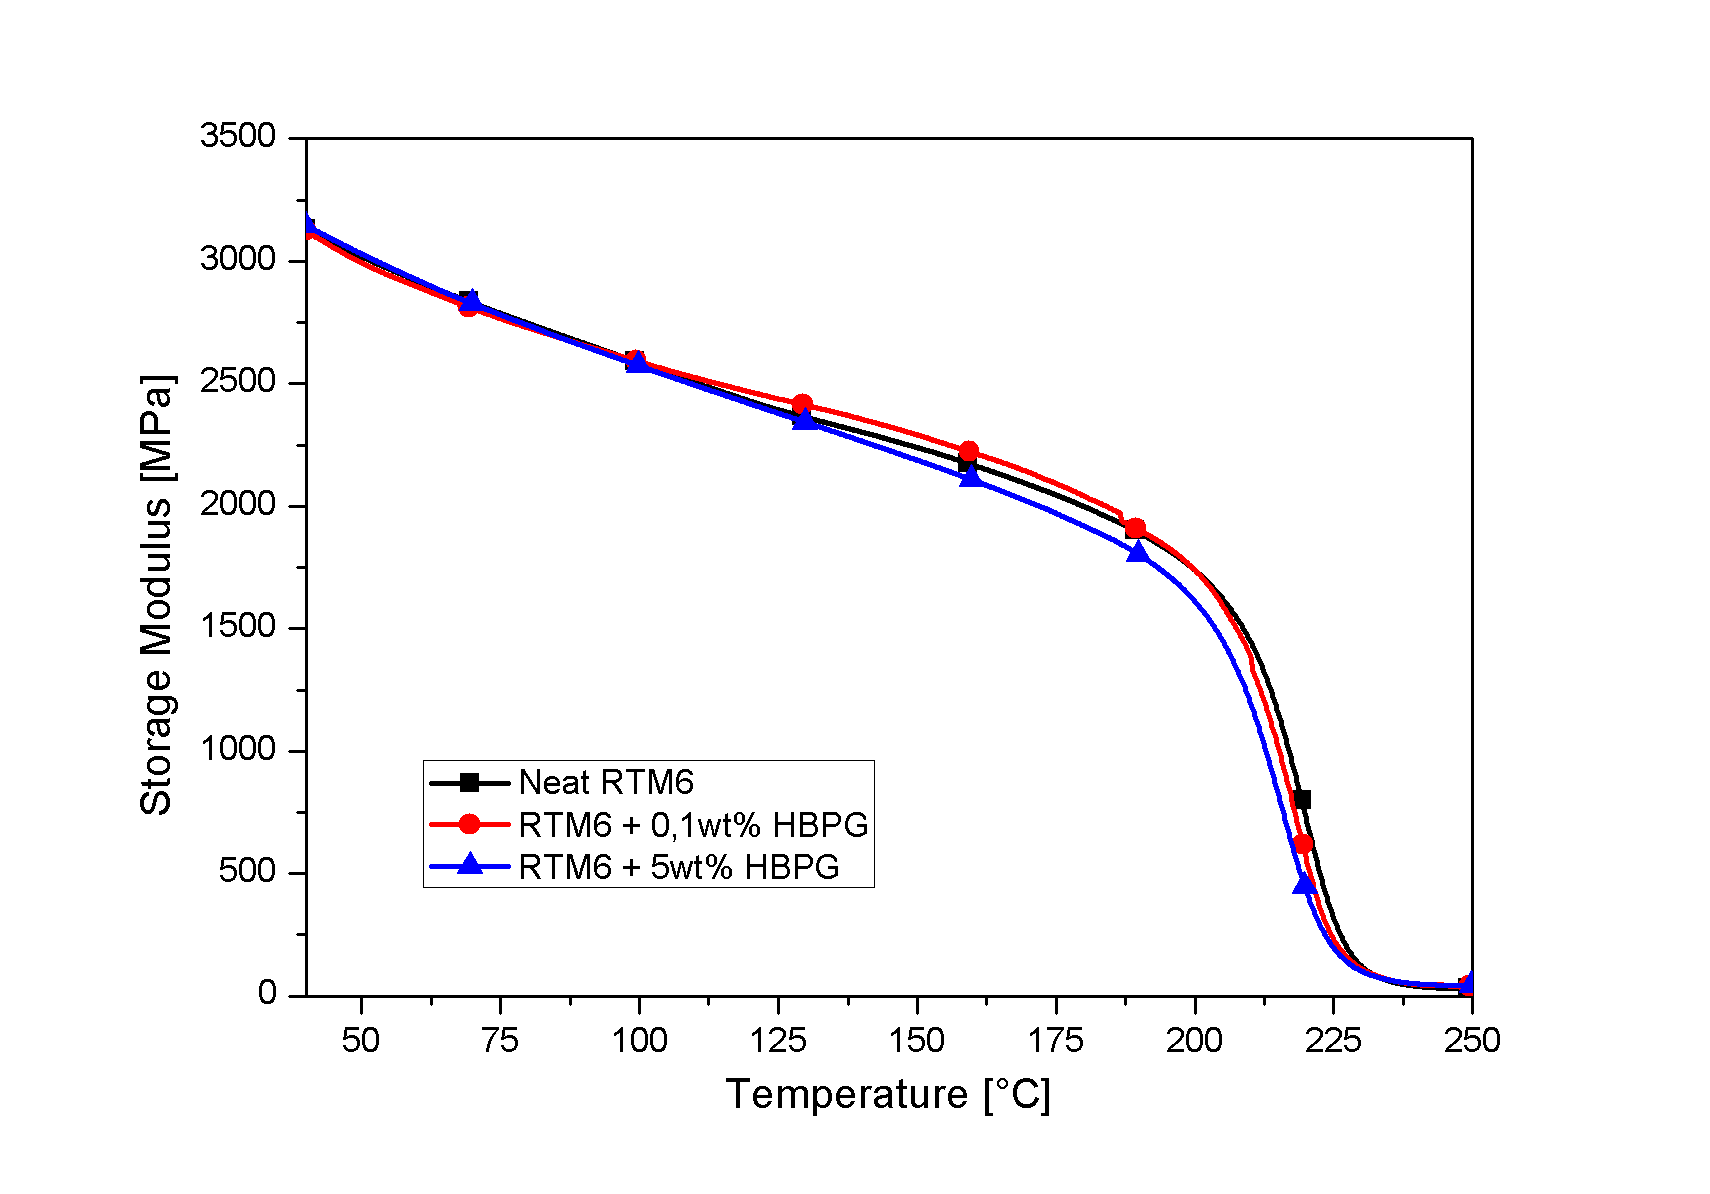 3500
3000
2500
2000
1500
1000
500
0
Storage Modulus [MPa]
Neat RTM6
RTM6 + 0,1wt% HBPG
RTM6 + 5wt% HBPG
50 75 100 125 150 175 200 225 250
Temperature [°C]